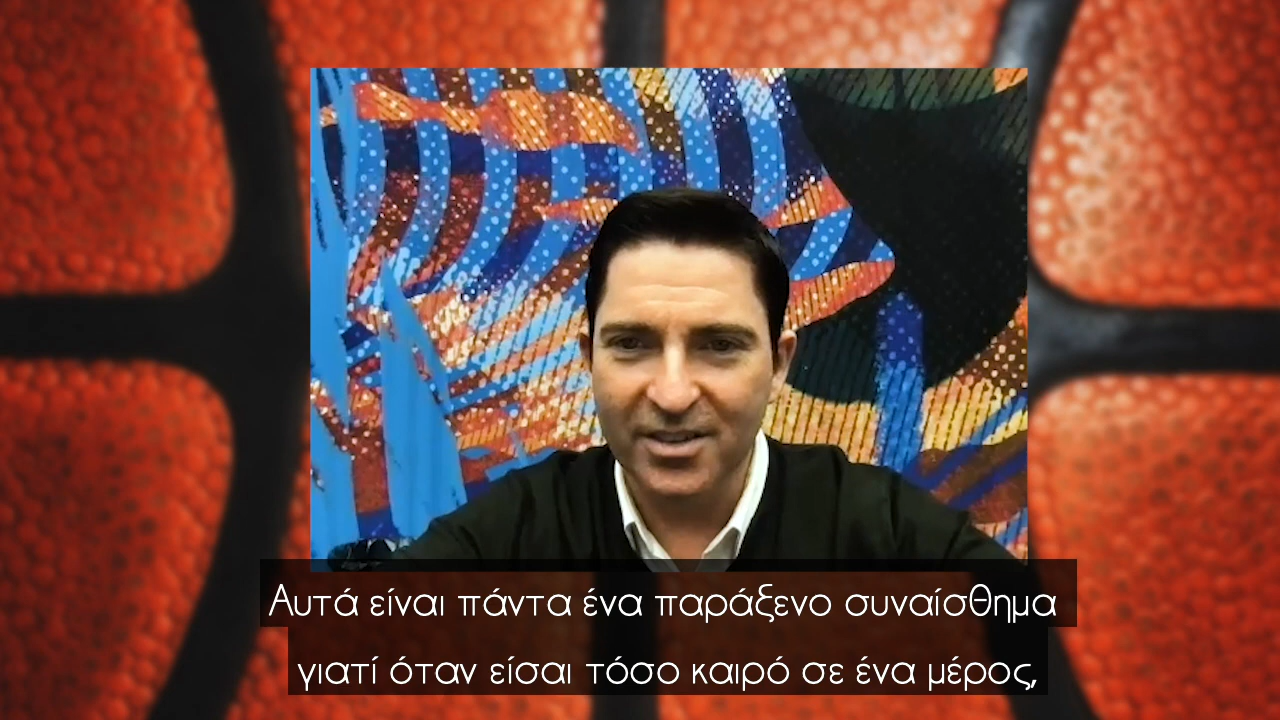 Αυτά είναι πάντα ένα παράξενο συναίσθημα
γιατί όταν είσαι τόσο καιρό σε ένα μέρος,